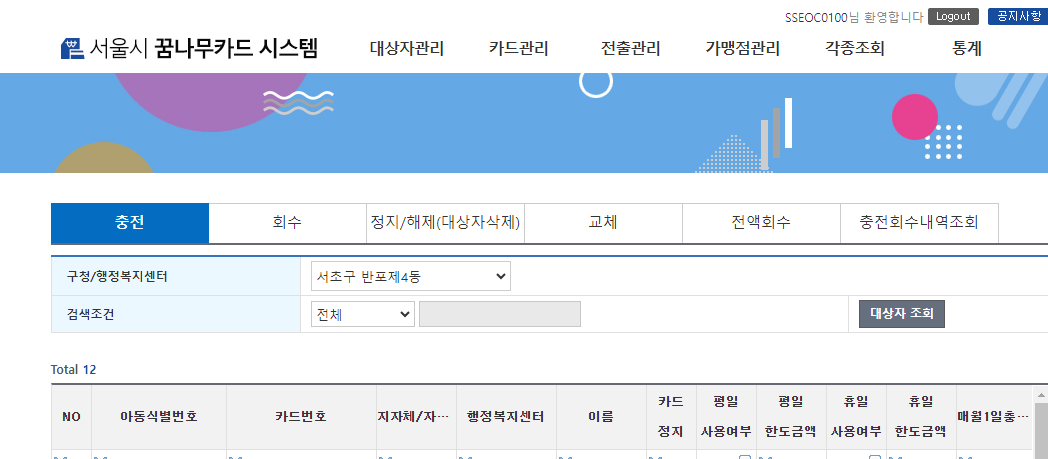 SSEOC0100님 환영합니다 Logout 공지사항
서울시 꿈나무카드 시스템 대상자관리 카드관리 전출관리 가맹점관리 각종조회 통계
충전 회수 정지/해제(대상자삭제) 교체 전액회수 충전회수내역조회
구청/행정복지센터 서초구 반포제4동
검색조건 전체 대상자 조회
Total 12
NO 아동식별번호 카드번호 지자체/자… 행정복지센터 이름 카드 정지 평일 사용여부 평일 한도금액 휴일 사용여부 휴일 한도금액 매월1일충…